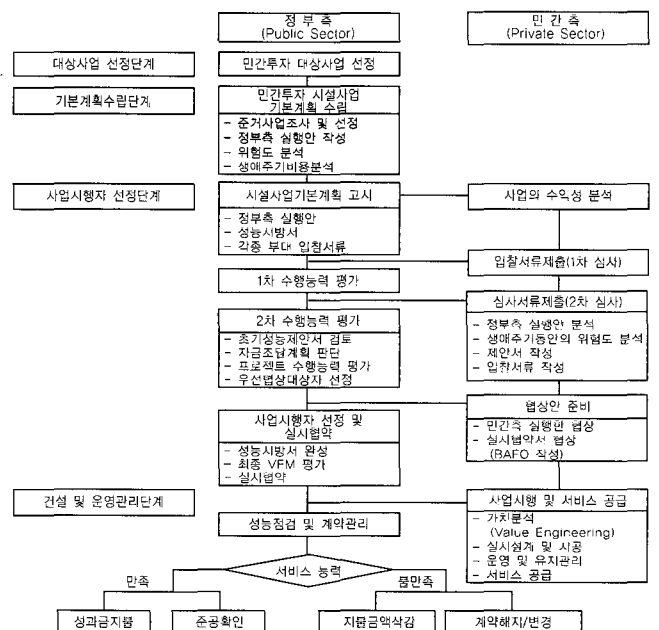 정 부 측
(Public Sector)
민 간 측
(Private Sector)
대상사업 선정단계
민간투자 대상사업 선정
기본계획수립단계
민간투자 시설사업
기본계획 수립
- 준거사업조사 및 선정
- 정부측 실행안 작성
- 위험도 분석
- 생애주기비용분석
사업시행자 선정단계
시설사업기본계획 고시
- 정부측 실행안
- 성능시방서
- 각종 부대 입찰서류
사업의 수익성 분석
입찰서류제출(1차 심사)
1차 수행능력 평가
심사서류제출(2차 심사)
- 정부측 실행안 분석
- 생애주기동안의 위험도 분석
- 제안서 작성
- 입찰서류 작성
2차 수행능력 평가
- 초기성능제안서 검토
- 자금조달계획 판단
- 프로젝트 수행능력 평가
- 우선협상대상자 선정
협상안 준비
- 민간측 실행안 협상
- 실시협약서 협상
(BAFO 작성)
사업시행자 선정 및
실시협약
- 성능시방서 완성
- 최종 VFM 평가
- 실시협약
건설 및 운영관리단계
사업시행 및 서비스 공급
- 가치분석
(Value Engineering)
- 실시설계 및 시공
- 운영 및 유지관리
- 서비스 공급
성능점검 및 계약관리
서비스 능력
만족
불만족
성과금지불
준공확인
지불금액삭감
계약해지/변경